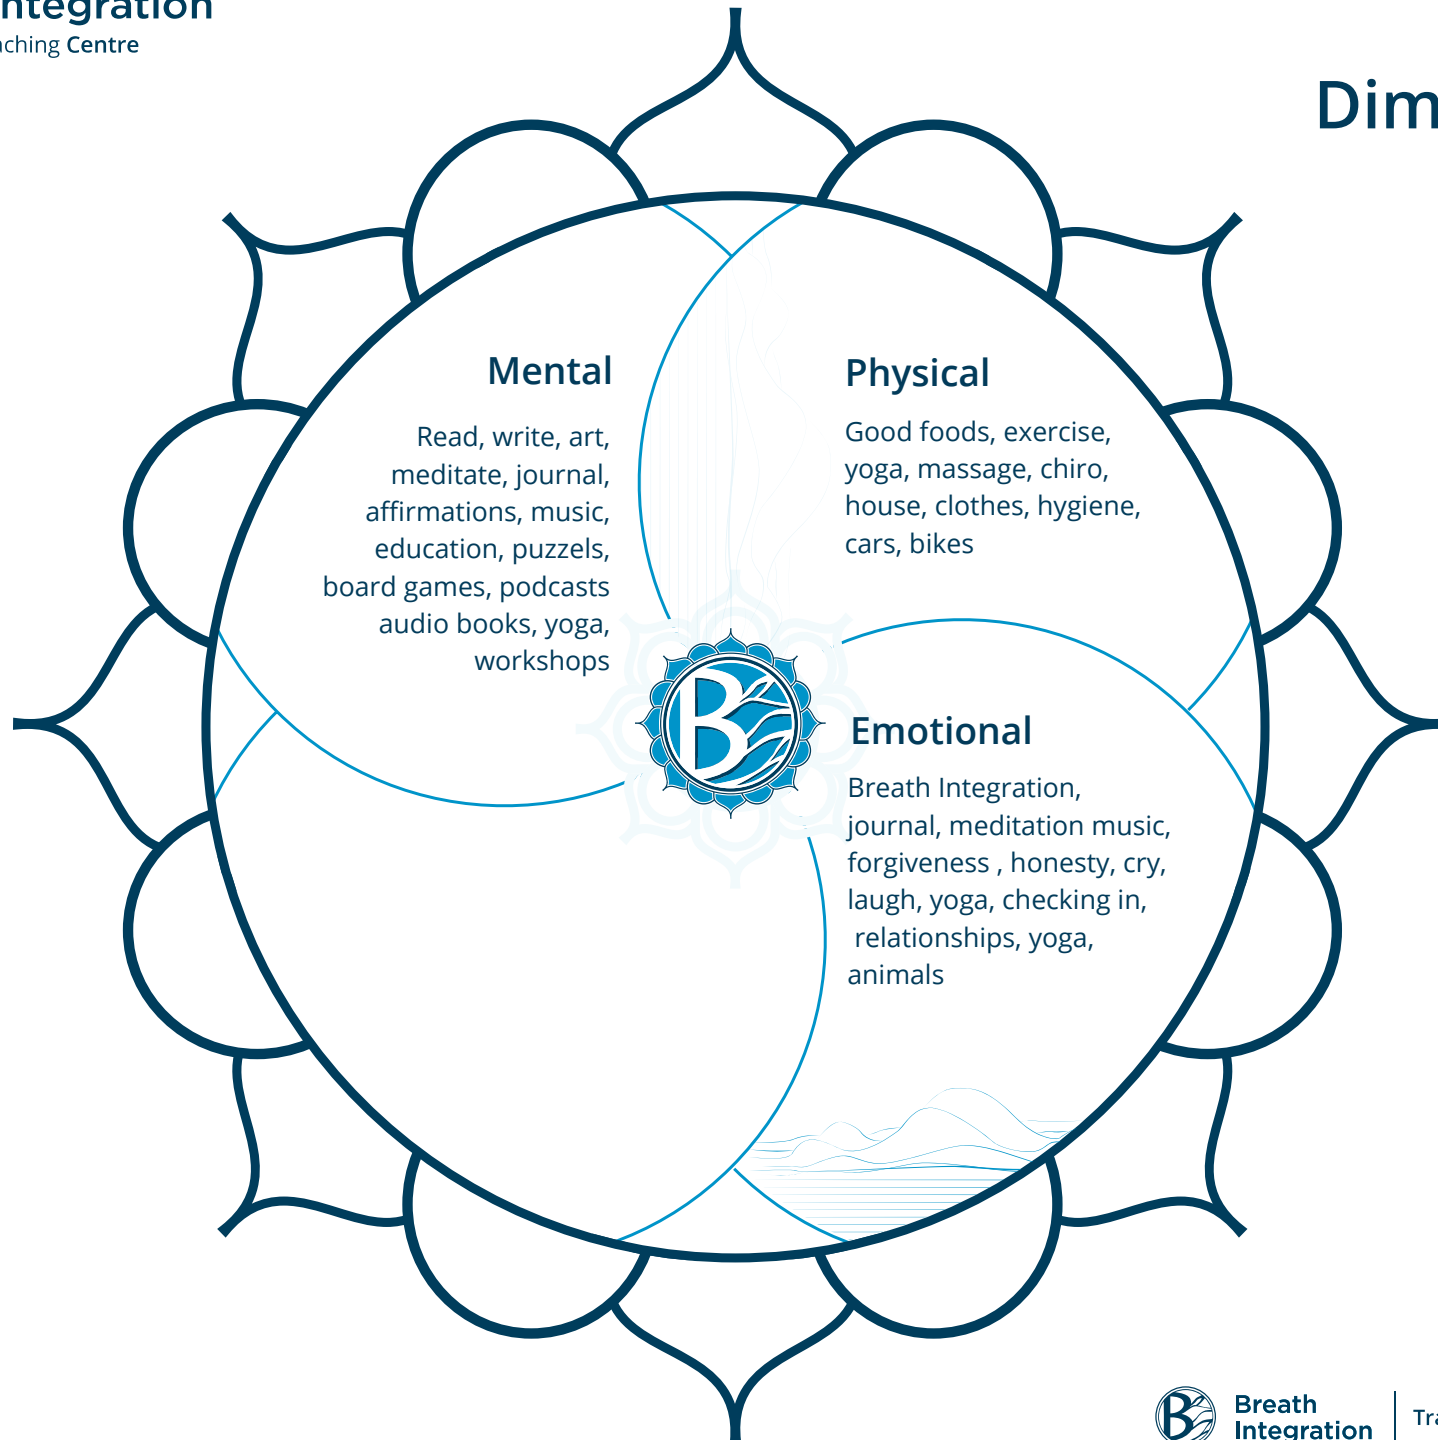 ntegration
aching Centre
Dim
Mental
Read, write, art,
meditate, journal,
affirmations, music,
education, puzzels,
board games, podcasts
audio books, yoga,
workshops
Physical
Good foods, exercise,
yoga, massage, chiro,
house, clothes, hygiene,
cars, bikes
Emotional
Breath Integration,
journal, meditation music,
forgiveness , honesty, cry,
laugh, yoga, checking in,
relationships, yoga,
animals
B
B
Breath
Integration
Tra